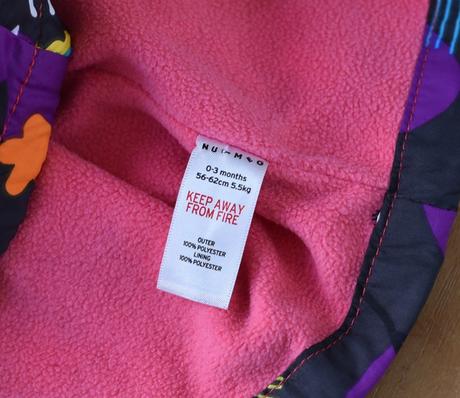 0-3 months
56-62cm 5.5kg
KEEP AWAY
FROM FIRE
OUTER
100% POLYESTER
LINING
100% POLYESTER